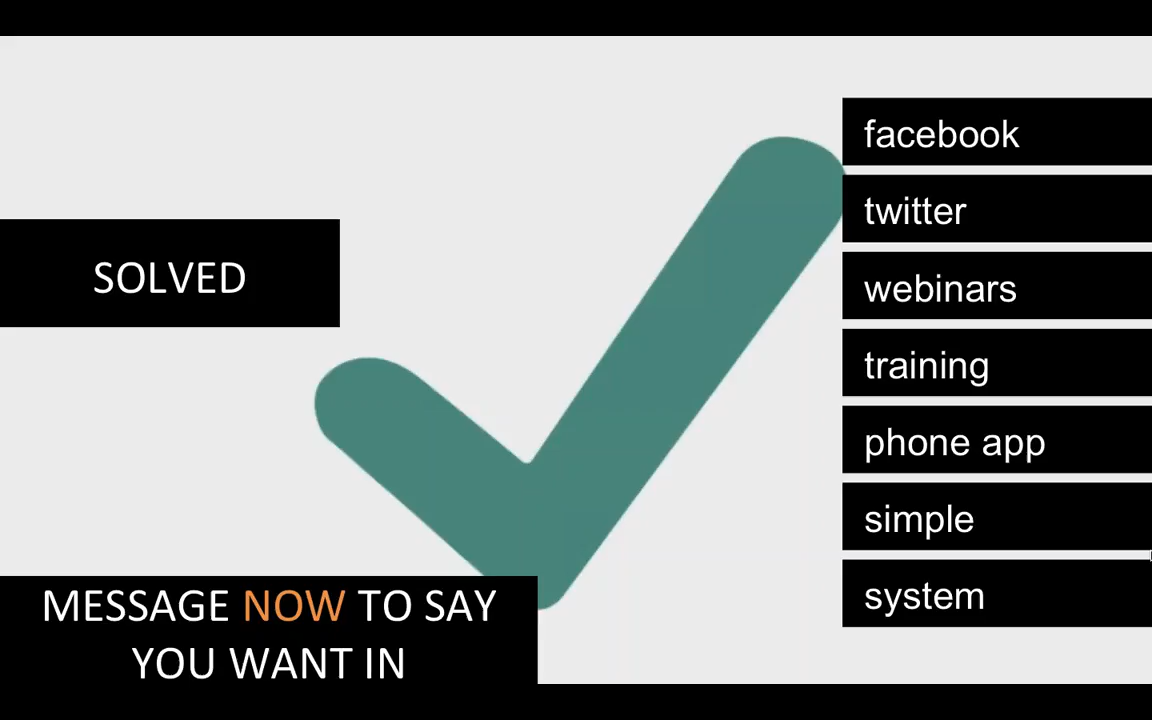 SOLVED
MESSAGE NOW TO SAY
YOU WANT IN
facebook
twitter
webinars
training
phone app
simple
system